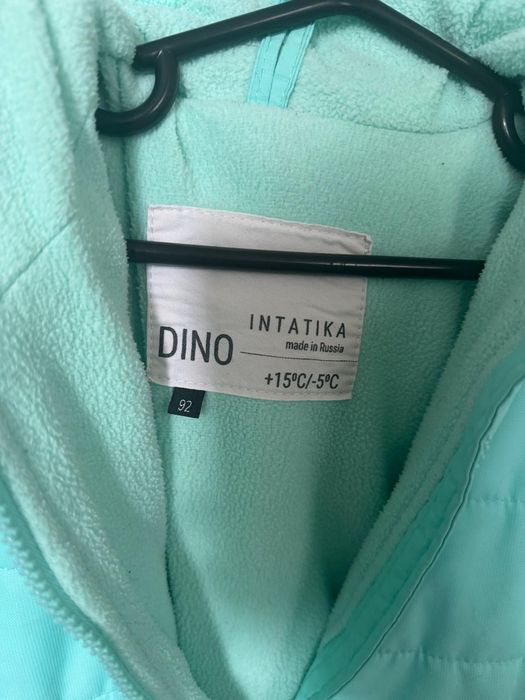 INTATIKA
made in Russia
DINO
+15ºC/-5ºC
92